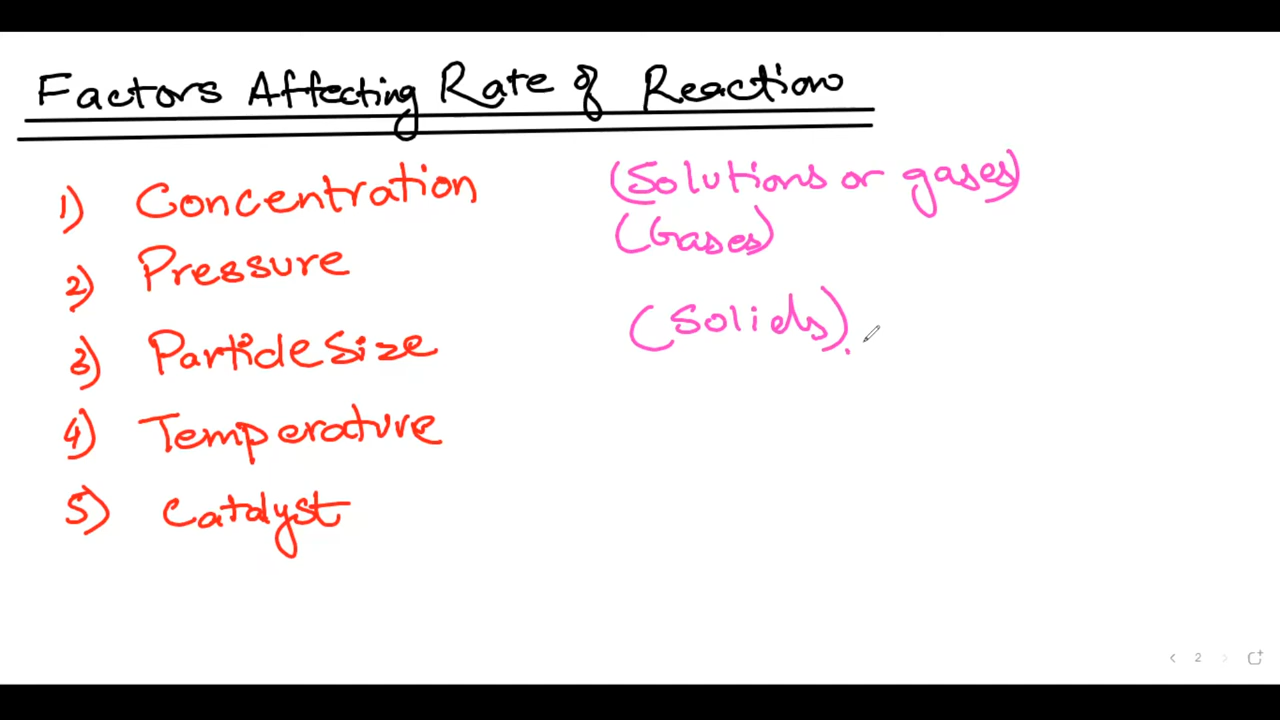 Factors Affecting Rate of Reaction
1) Concentration (Solutions or gases)
2) Pressure (Gases)
3) Particle Size (Solids).
4) Temperature
5) Catalyst
2